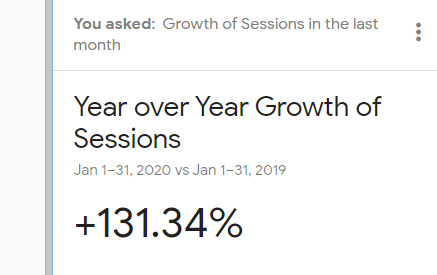 You asked: Growth of Sessions in the last
month
Year over Year Growth of
Sessions
Jan 1–31, 2020 vs Jan 1–31, 2019
+131.34%